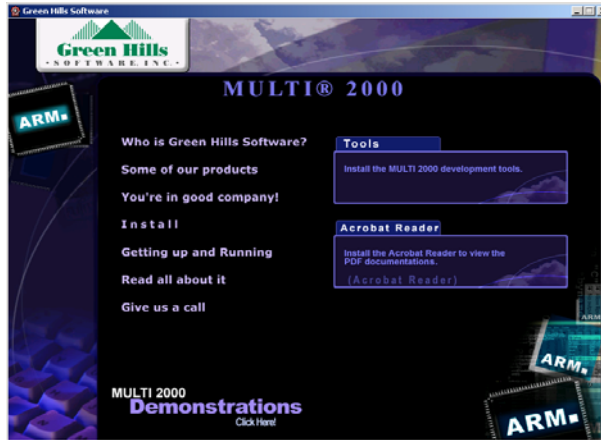 Green Hills Software
Green Hills
· SOFTWARE, INC. ·
MULTI® 2000
ARM
Who is Green Hills Software?
Some of our products
You're in good company!
Install
Getting up and Running
Read all about it
Give us a call
Tools
Install the MULTI 2000 development tools.
Acrobat Reader
Install the Acrobat Reader to view the
PDF documentations.
(Acrobat Reader)
ARM
ARM
ARM
MULTI 2000
Demonstrations
Click Here!